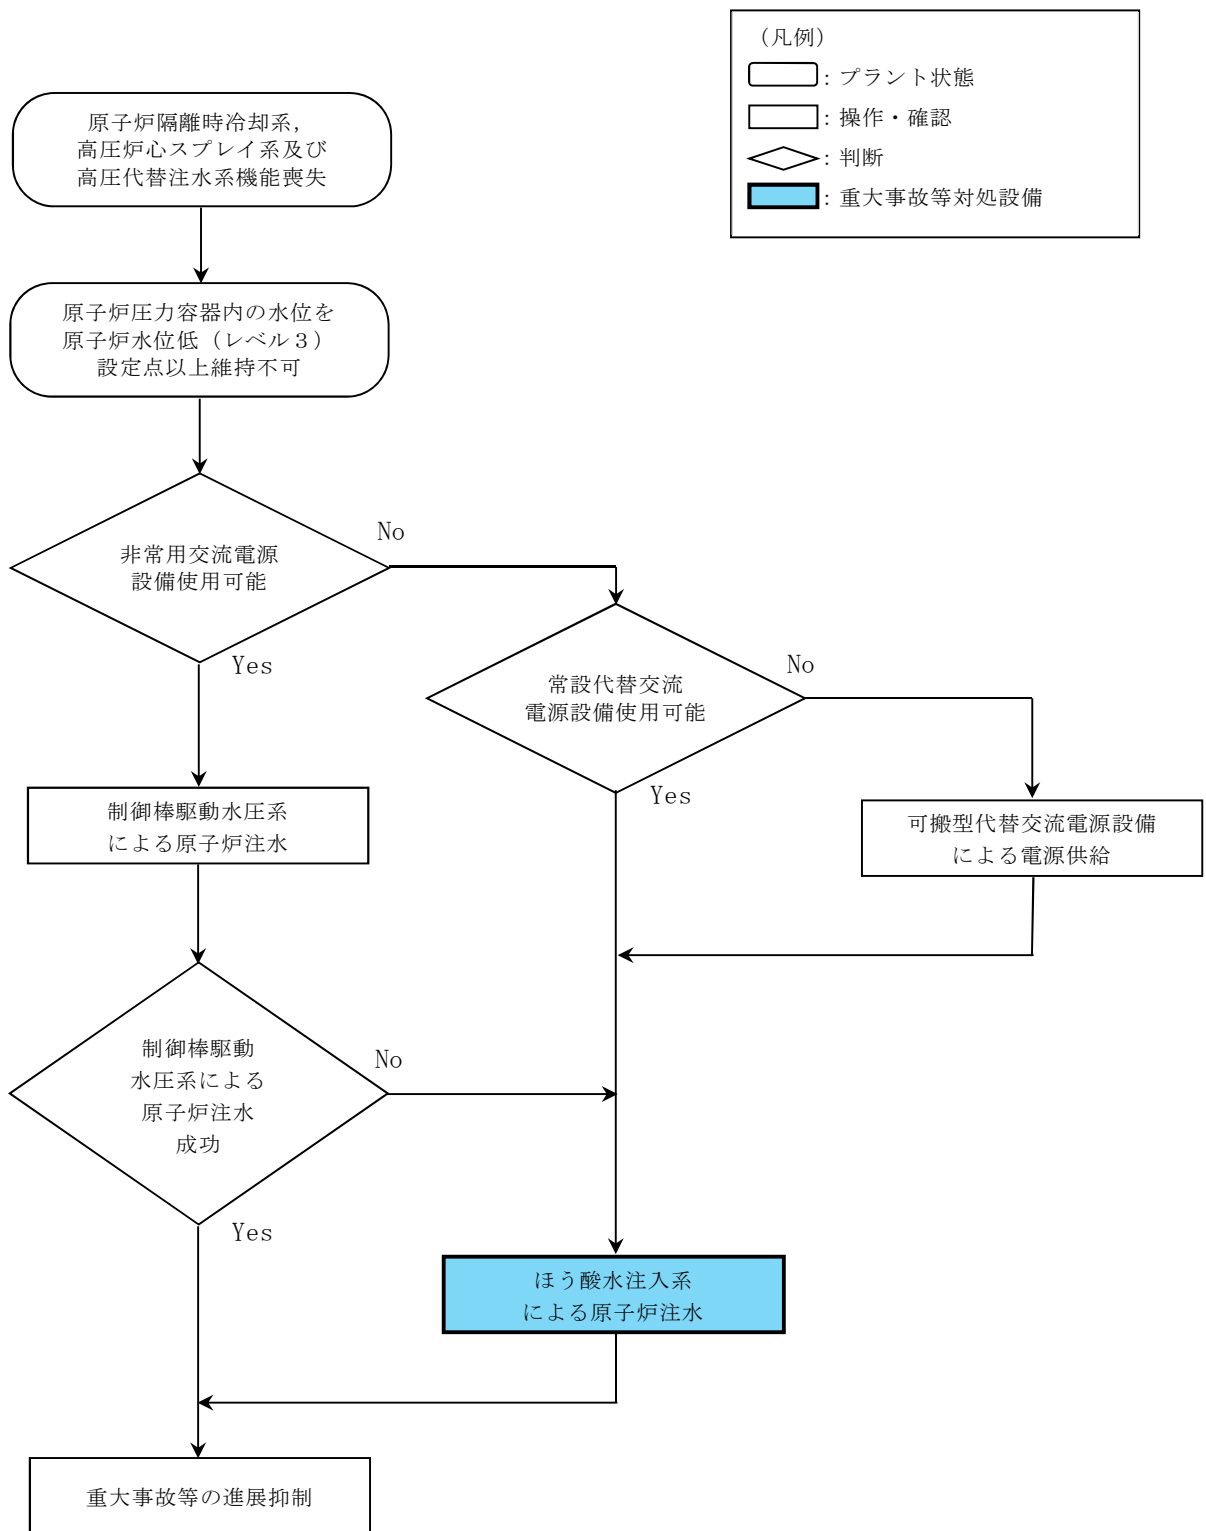 （凡例）
：プラント状態
：操作・確認
：判断
：重大事故等対処設備
原子炉隔離時冷却系，
高圧炉心スプレイ系及び
高圧代替注水系機能喪失
原子炉圧力容器内の水位を
原子炉水位低（レベル３）
設定点以上維持不可
非常用交流電源
設備使用可能
No
Yes
常設代替交流
電源設備使用可能
No
Yes
制御棒駆動水圧系
による原子炉注水
可搬型代替交流電源設備
による電源供給
制御棒駆動
水圧系による
原子炉注水
成功
No
Yes
ほう酸水注入系
による原子炉注水
重大事故等の進展抑制